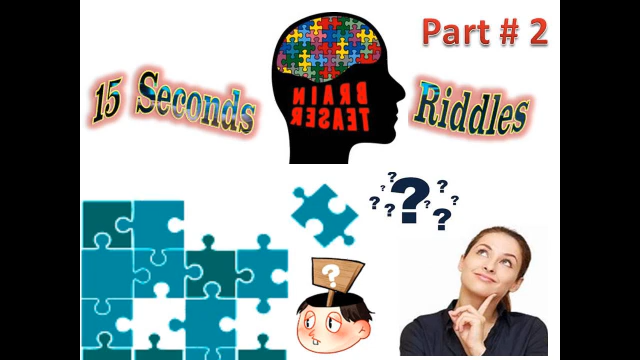 Part # 2
15 Seconds
BRAIN
TEASER
Riddles
? ? ? ? ? ? ? ? ?
?